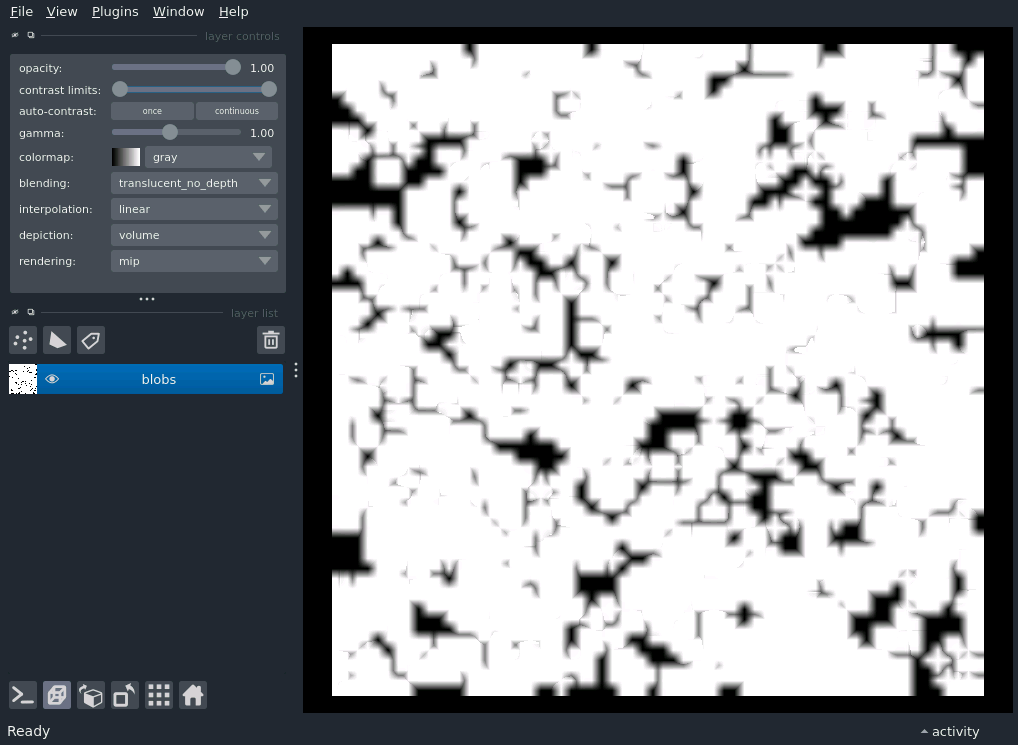 File View Plugins Window Help
layer controls
opacity: 1.00
contrast limits:
auto-contrast: once continuous
gamma: 1.00
colormap: gray
blending: translucent_no_depth
interpolation: linear
depiction: volume
rendering: mip
layer list
blobs
Ready
activity